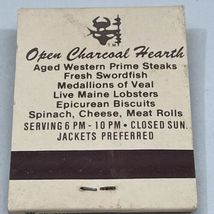 Open Charcoal Hearth
Aged Western Prime Steaks
Fresh Swordfish
Medallions of Veal
Live Maine Lobsters
Epicurean Biscuits
Spinach, Cheese, Meat Rolls
SERVING 6 PM - 10 PM • CLOSED SUN.
JACKETS PREFERRED